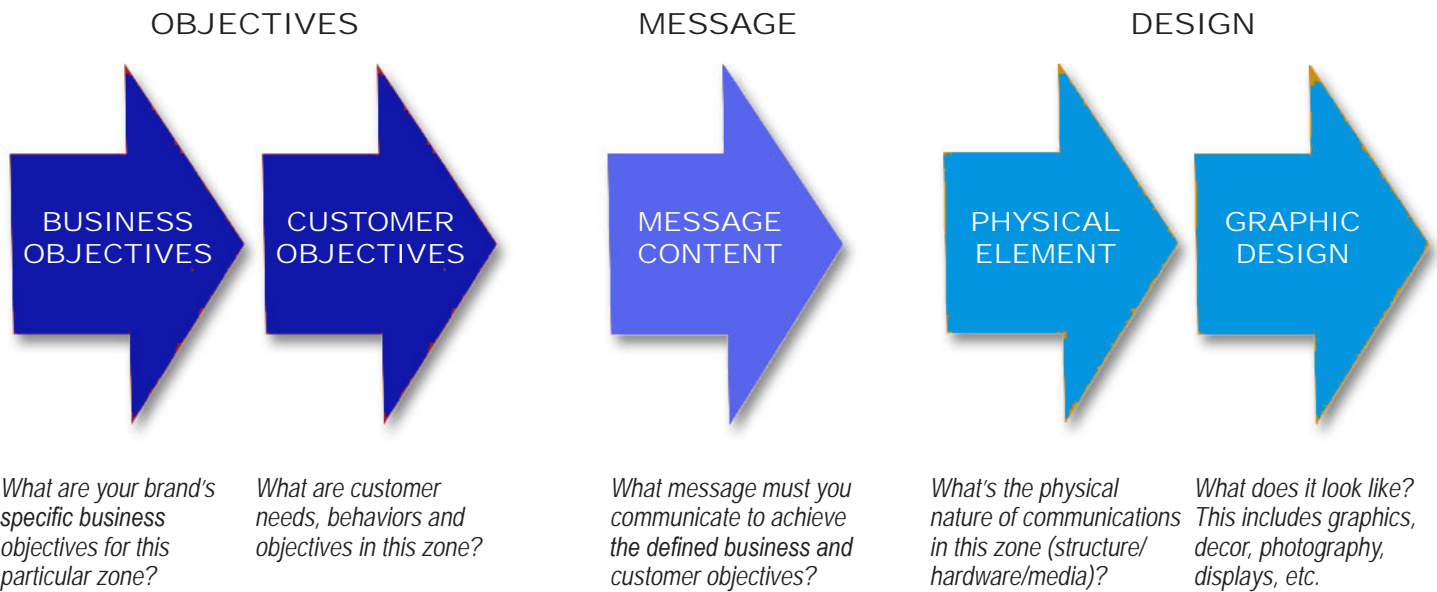 OBJECTIVES
MESSAGE
DESIGN
BUSINESS
OBJECTIVES
CUSTOMER
OBJECTIVES
MESSAGE
CONTENT
PHYSICAL
ELEMENT
GRAPHIC
DESIGN
What are your brand's
specific business
objectives for this
particular zone?
What are customer
needs, behaviors and
objectives in this zone?
What message must you
communicate to achieve
the defined business and
customer objectives?
What's the physical
nature of communications
in this zone (structure/
hardware/media)?
What does it look like?
This includes graphics,
decor, photography,
displays, etc.